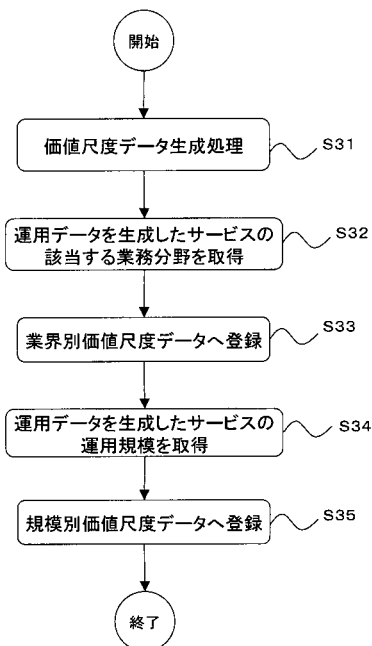 開始
価値尺度データ生成処理
S31
運用データを生成したサービスの
該当する業務分野を取得
S32
業界別価値尺度データへ登録
S33
運用データを生成したサービスの
運用規模を取得
S34
規模別価値尺度データへ登録
S35
終了